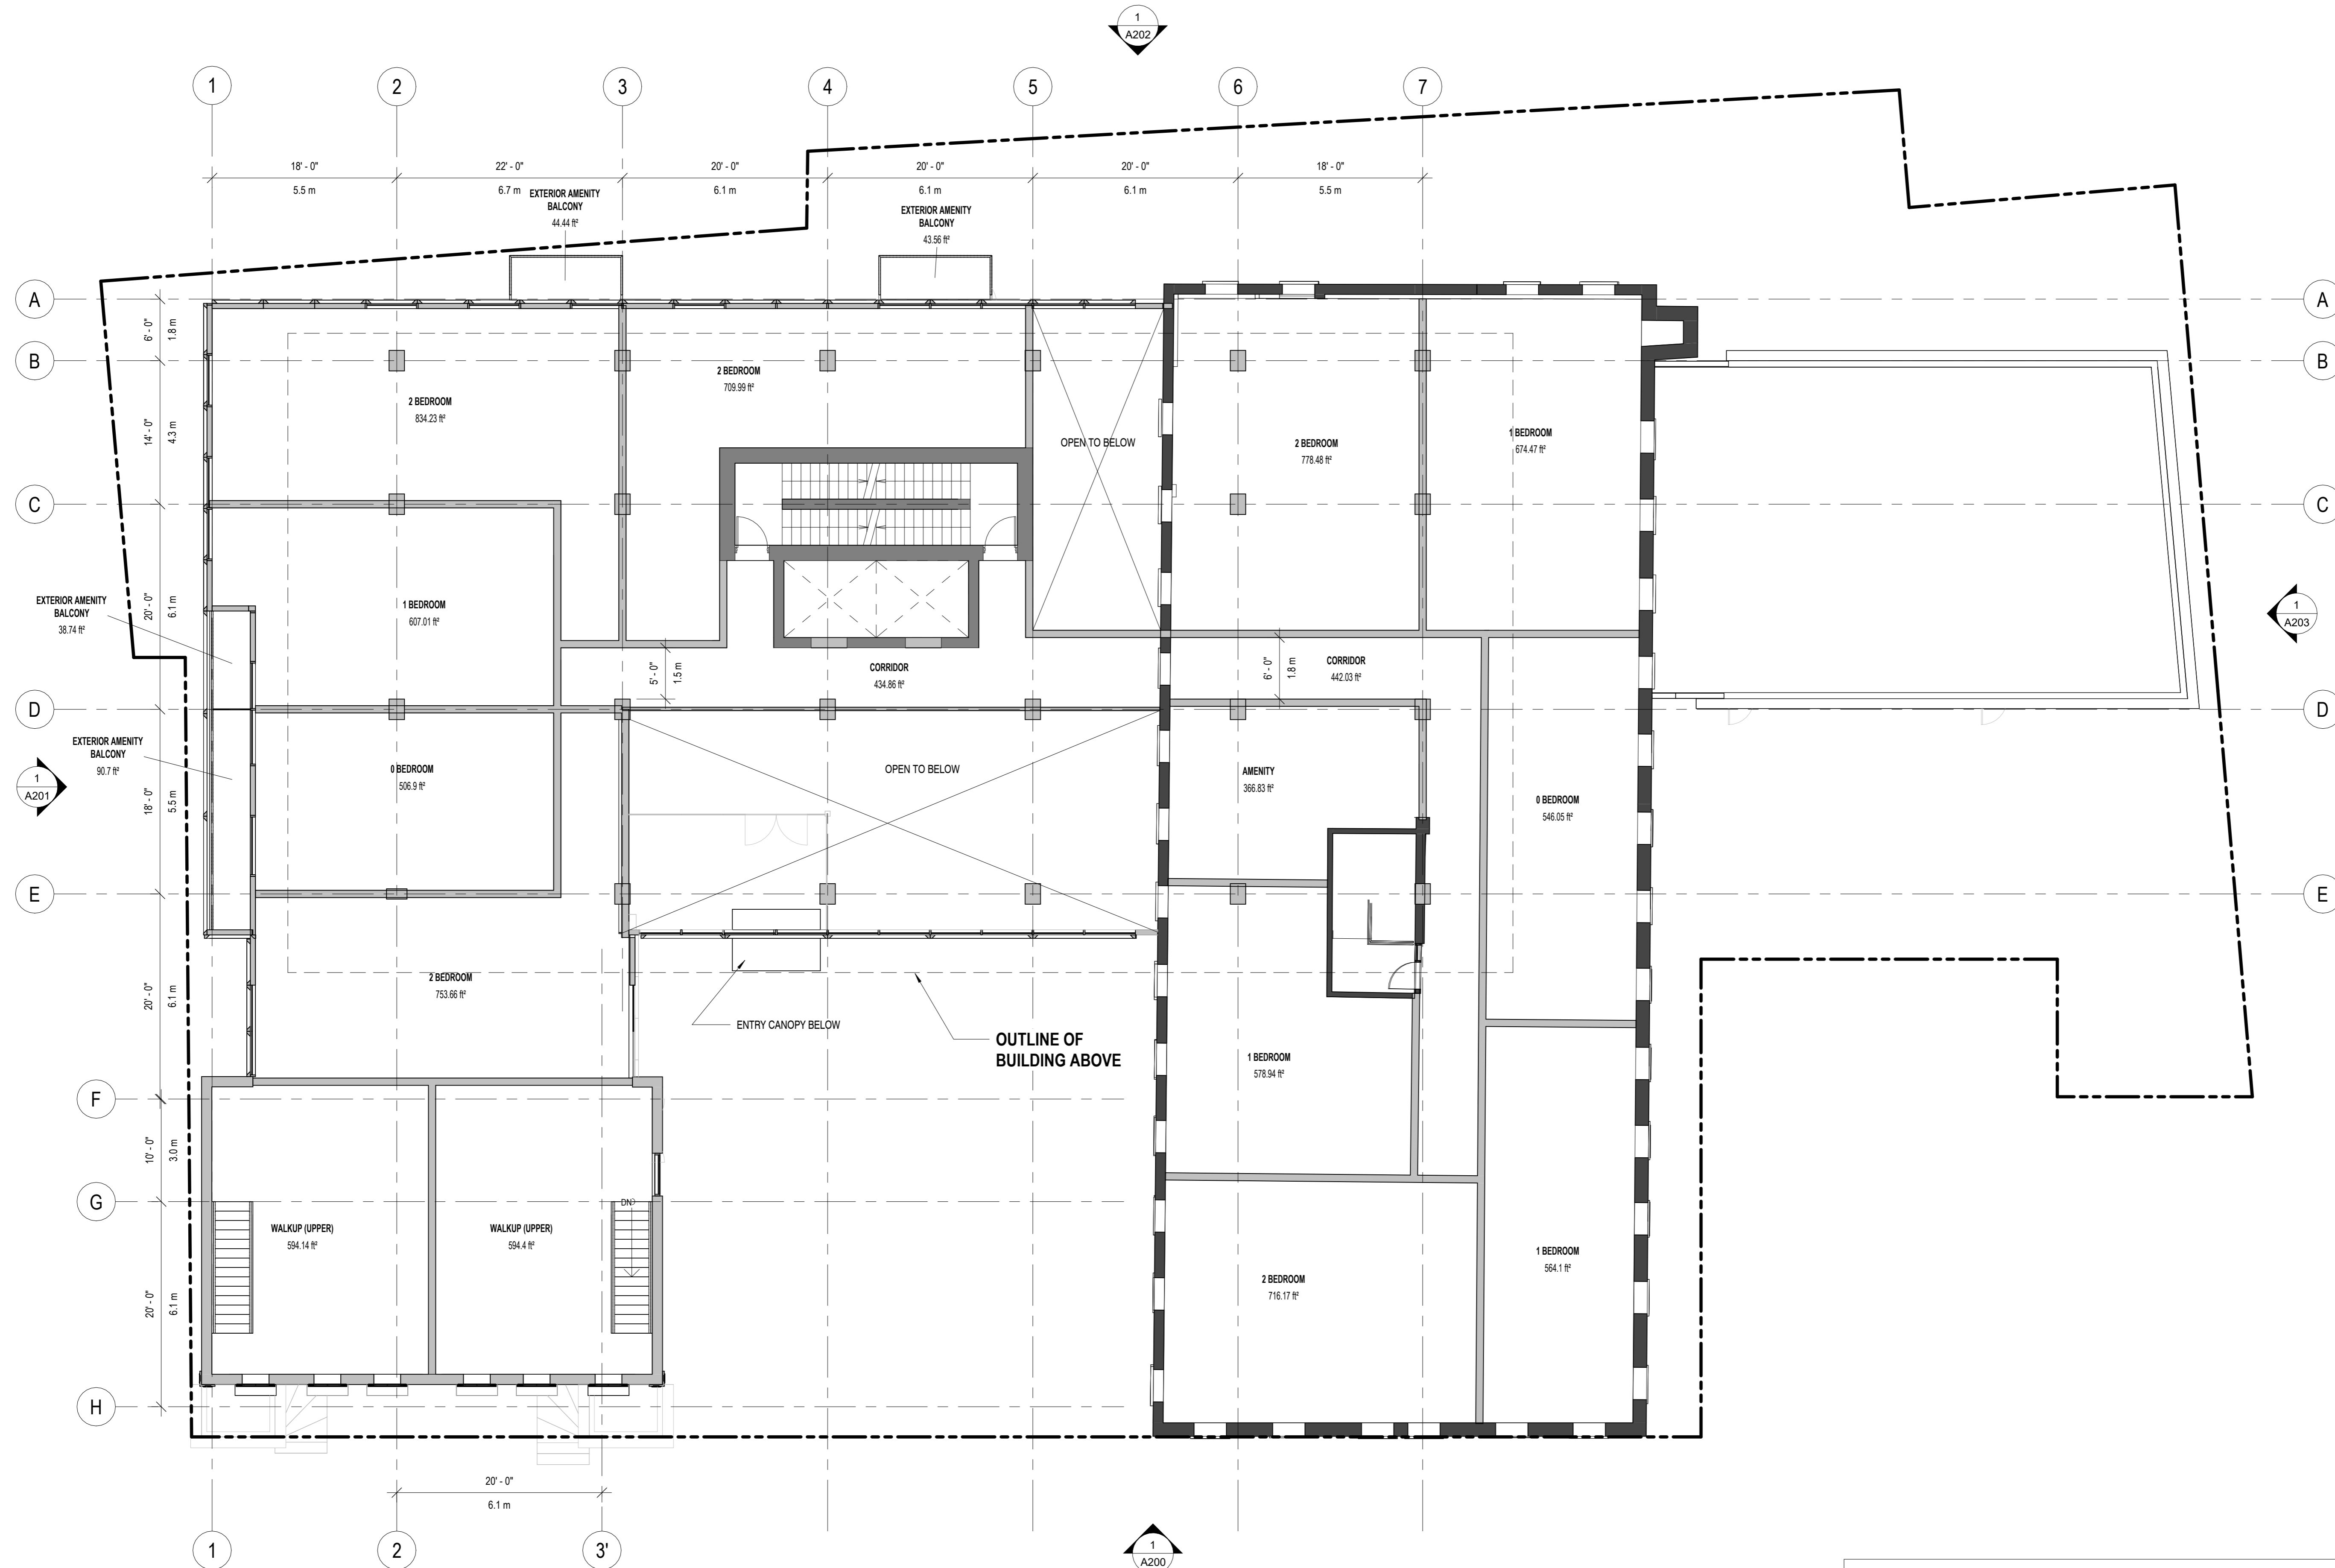 1
A202
1
2
3
4
5
6
7
18' - 0"
22' - 0"
20' - 0"
20' - 0"
20' - 0"
18' - 0"
5.5 m
6.7 m
6.1 m
6.1 m
6.1 m
5.5 m
EXTERIOR AMENITY
BALCONY
44.44 ft²
EXTERIOR AMENITY
BALCONY
43.56 ft²
A
A
6' - 0"
1.8 m
B
B
2 BEDROOM
709.99 ft²
2 BEDROOM
834.23 ft²
14' - 0"
4.3 m
OPEN TO BELOW
2 BEDROOM
778.48 ft²
1 BEDROOM
674.47 ft²
C
C
EXTERIOR AMENITY
BALCONY
38.74 ft²
20' - 0"
6.1 m
1 BEDROOM
607.01 ft²
1
A203
5' - 0"
1.5 m
CORRIDOR
434.86 ft²
6' - 0"
1.8 m
CORRIDOR
442.03 ft²
D
D
EXTERIOR AMENITY
BALCONY
90.7 ft²
1
A201
18' - 0"
5.5 m
0 BEDROOM
506.9 ft²
OPEN TO BELOW
AMENITY
366.83 ft²
0 BEDROOM
546.05 ft²
E
E
20' - 0"
6.1 m
2 BEDROOM
753.66 ft²
ENTRY CANOPY BELOW
OUTLINE OF
BUILDING ABOVE
1 BEDROOM
578.94 ft²
F
10' - 0"
3.0 m
G
DN
WALKUP (UPPER)
594.14 ft²
WALKUP (UPPER)
594.4 ft²
20' - 0"
6.1 m
2 BEDROOM
716.17 ft²
1 BEDROOM
564.1 ft²
H
20' - 0"
6.1 m
1
2
3'
1
A200